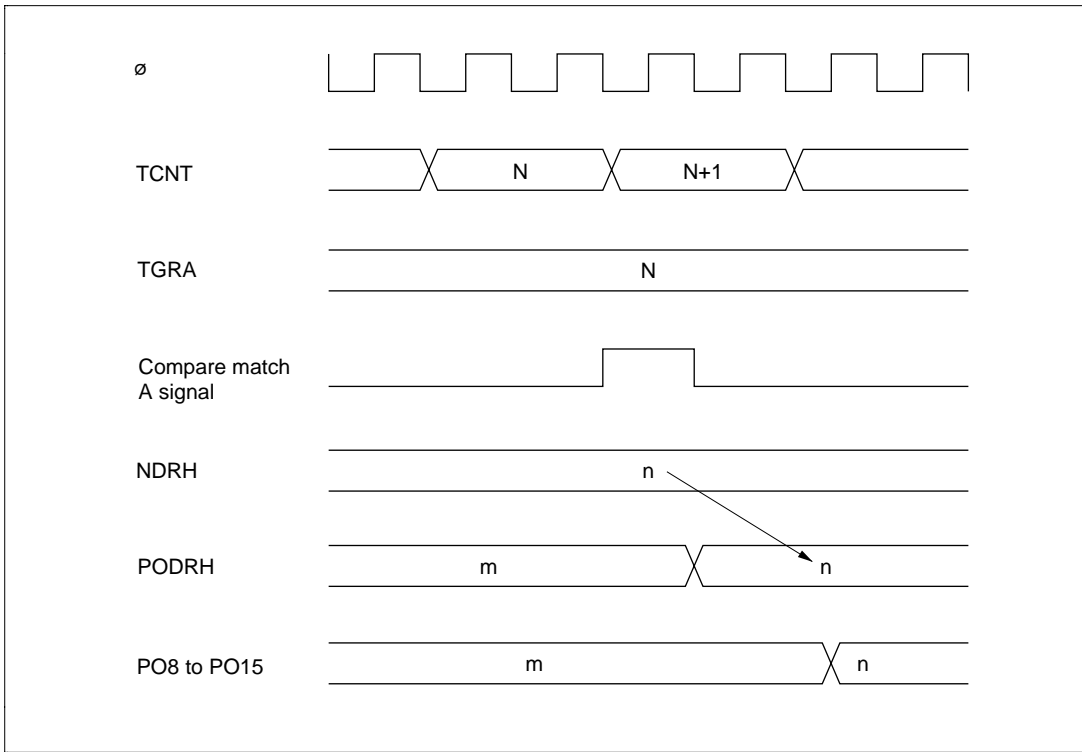 ø
TCNT
N
N+1
TGRA
N
Compare match
A signal
NDRH
n
PODRH
m
n
PO8 to PO15
m
n